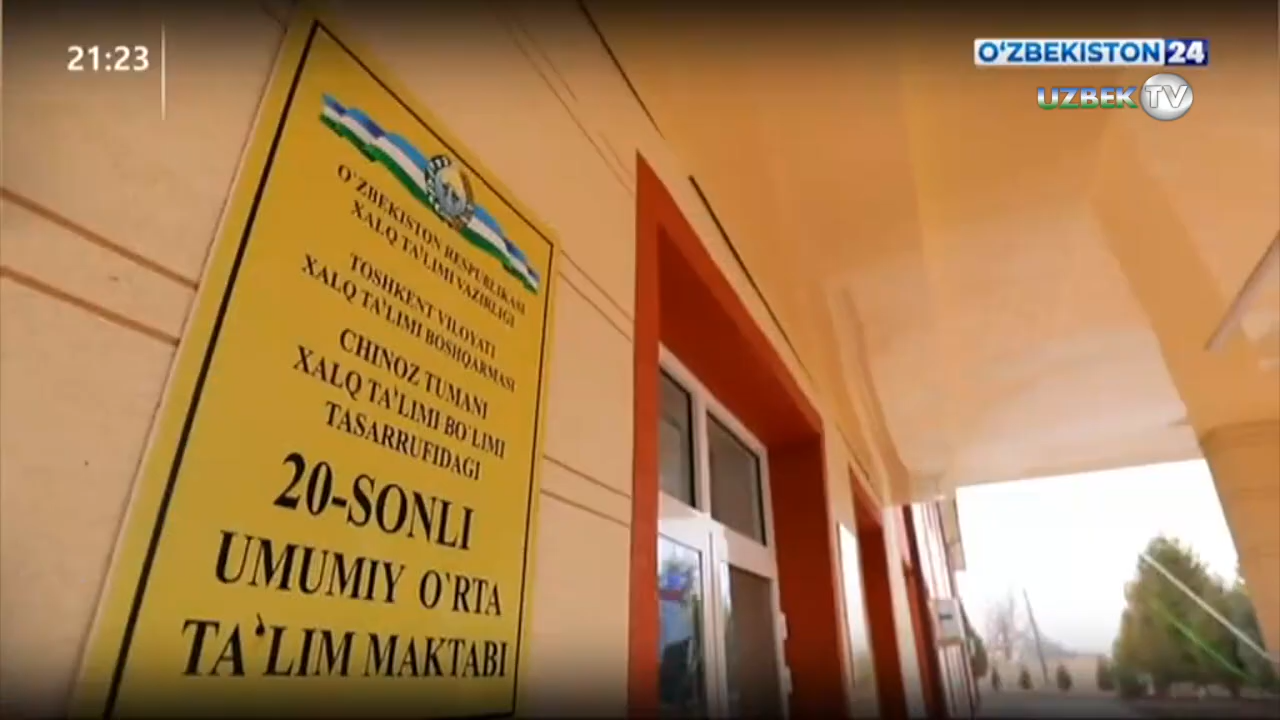 21:23
O‘ZBEKISTON 24
UZBEK TV
O`ZBEKISTON RESPUBLIKASI
XALQ TA'LIMI VAZIRLIGI
TOSHKENT VILOYATI
XALQ TA'LIMI BOSHQARMASI
CHINOZ TUMANI
XALQ TA'LIMI BO`LIMI
TASARRUFIDAGI
20-SONLI
UMUMIY O`RTA
TA'LIM MAKTABI